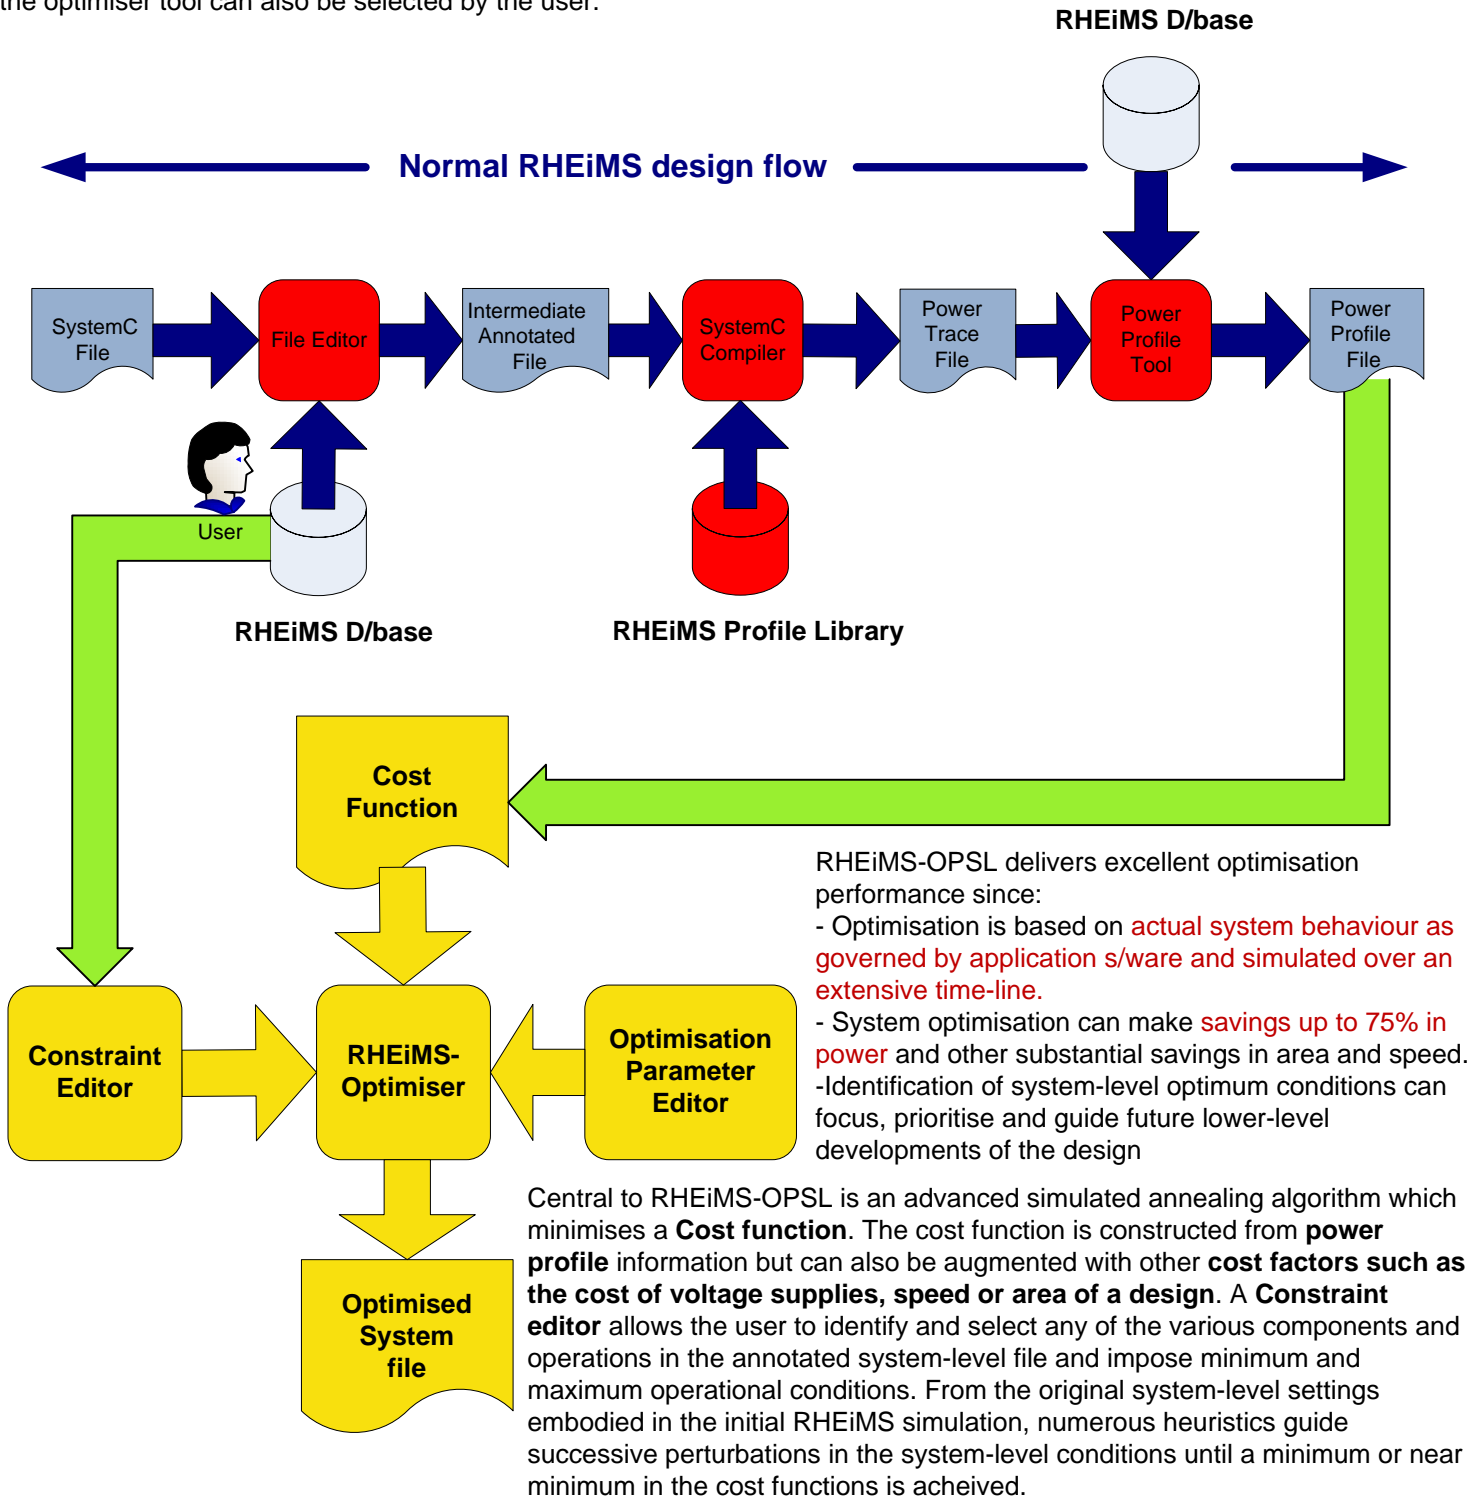 the optimiser tool can also be selected by the user.
RHEiMS D/base
Normal RHEiMS design flow
SystemC
File
File Editor
Intermediate
Annotated
File
SystemC
Compiler
Power
Trace
File
Power
Profile
Tool
Power
Profile
File
User
RHEiMS D/base
RHEiMS Profile Library
Cost
Function
RHEiMS-OPSL delivers excellent optimisation
performance since:
- Optimisation is based on actual system behaviour as
governed by application s/ware and simulated over an
extensive time-line.
- System optimisation can make savings up to 75% in
power and other substantial savings in area and speed.
-Identification of system-level optimum conditions can
focus, prioritise and guide future lower-level
developments of the design
Constraint
Editor
RHEiMS-
Optimiser
Optimisation
Parameter
Editor
Optimised
System
file
Central to RHEiMS-OPSL is an advanced simulated annealing algorithm which
minimises a Cost function. The cost function is constructed from power
profile information but can also be augmented with other cost factors such as
the cost of voltage supplies, speed or area of a design. A Constraint
editor allows the user to identify and select any of the various components and
operations in the annotated system-level file and impose minimum and
maximum operational conditions. From the original system-level settings
embodied in the initial RHEiMS simulation, numerous heuristics guide
successive perturbations in the system-level conditions until a minimum or near
minimum in the cost functions is acheived.